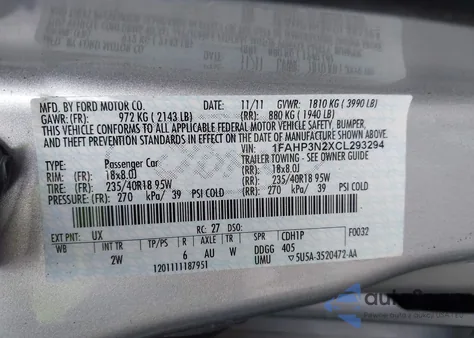 MFD. BY FORD MOTOR CO. 11/11 GVWR: 1810 KG ( 3990 LB)
GAWR:(FR): 972 KG ( 2143 LB) (RR): 880 KG ( 1940 LB)
THIS VEHICLE CONFORMS TO ALL APPLICABLE FEDERAL MOTOR VEHICLE SAFETY, BUMPER,
AND THEFT PREVENTION STANDARDS IN EFFECT ON THE DATE OF MANUFACTURE SHOWN ABOVE.
VIN: 1FAHP3N2XCL293294
TYPE: Passenger Car TRAILER TOWING - SEE OWNER GUIDE
RIM: (FR): 18x8.0J (RR): 18x8.0J
TIRE: (FR): 235/40R18 95W (RR): 235/40R18 95W
PRESSURE: (FR): 270 kPa/ 39 PSI COLD (RR): 270 kPa/ 39 PSI COLD
EXT PNT: UX RC: 27 DSO: F0032
WB INT TR TP/PS R AXLE TR SPR CDH1P
2W 6 AU W DDGG 405
1201111187951 UMU 5U5A-3520472-AA